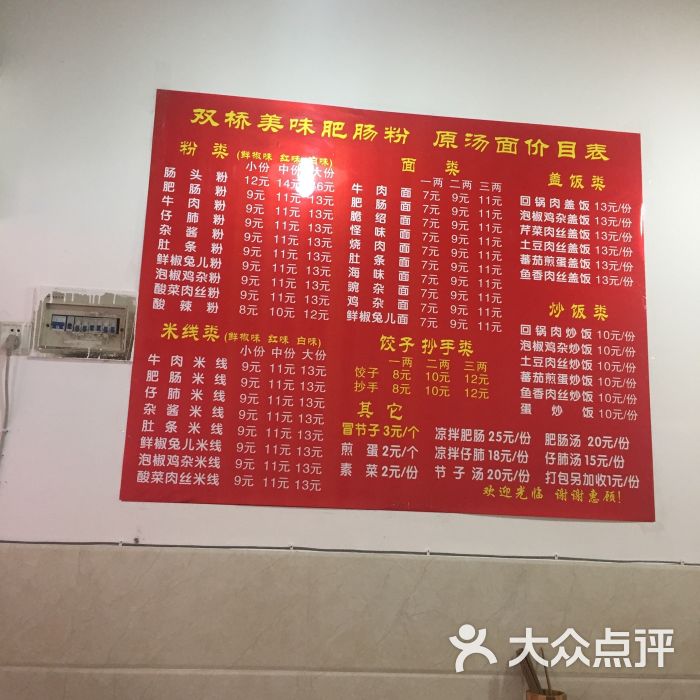 双桥美味肥肠粉 原汤面价目表
粉类 (鲜椒味 红味 白味)
小份 中份 大份
肠头粉 12元 14元 16元
肥肠粉 9元 11元 13元
牛肉粉 9元 11元 13元
仔肺粉 9元 11元 13元
杂酱粉 9元 11元 13元
肚条粉 9元 11元 13元
鲜椒兔儿粉 9元 11元 13元
泡椒鸡杂粉 9元 11元 13元
酸菜肉丝粉 9元 11元 13元
酸辣粉 8元 10元 12元
米线类 (鲜椒味 红味 白味)
小份 中份 大份
牛肉米线 9元 11元 13元
肥肠米线 9元 11元 13元
仔肺米线 9元 11元 13元
杂酱米线 9元 11元 13元
肚条米线 9元 11元 13元
鲜椒兔儿米线 9元 11元 13元
泡椒鸡杂米线 9元 11元 13元
酸菜肉丝米线 9元 11元 13元
面类
一两 二两 三两
牛肉面 7元 9元 11元
肥肠面 7元 9元 11元
脆绍面 7元 9元 11元
怪味面 7元 9元 11元
烧肉面 7元 9元 11元
肚条面 7元 9元 11元
海味面 7元 9元 11元
豌杂面 7元 9元 11元
鸡杂面 7元 9元 11元
鲜椒兔儿面 7元 9元 11元
饺子 抄手类
一两 二两 三两
饺子 8元 10元 12元
抄手 8元 10元 12元
盖饭类
回锅肉盖饭 13元/份
泡椒鸡杂盖饭 13元/份
芹菜肉丝盖饭 13元/份
土豆肉丝盖饭 13元/份
蕃茄煎蛋盖饭 13元/份
鱼香肉丝盖饭 13元/份
炒饭类
回锅肉炒饭 10元/份
泡椒鸡杂炒饭 10元/份
土豆肉丝炒饭 10元/份
蕃茄煎蛋炒饭 10元/份
鱼香肉丝炒饭 10元/份
蛋炒饭 10元/份
其它
冒节子 3元/个 凉拌肥肠 25元/份 肥肠汤 20元/份
煎蛋 2元/个 凉拌仔肺 18元/份 仔肺汤 15元/份
素菜 2元/份 节子汤 20元/份 打包另加收1元/份
欢迎光临 谢谢惠顾!
大众点评